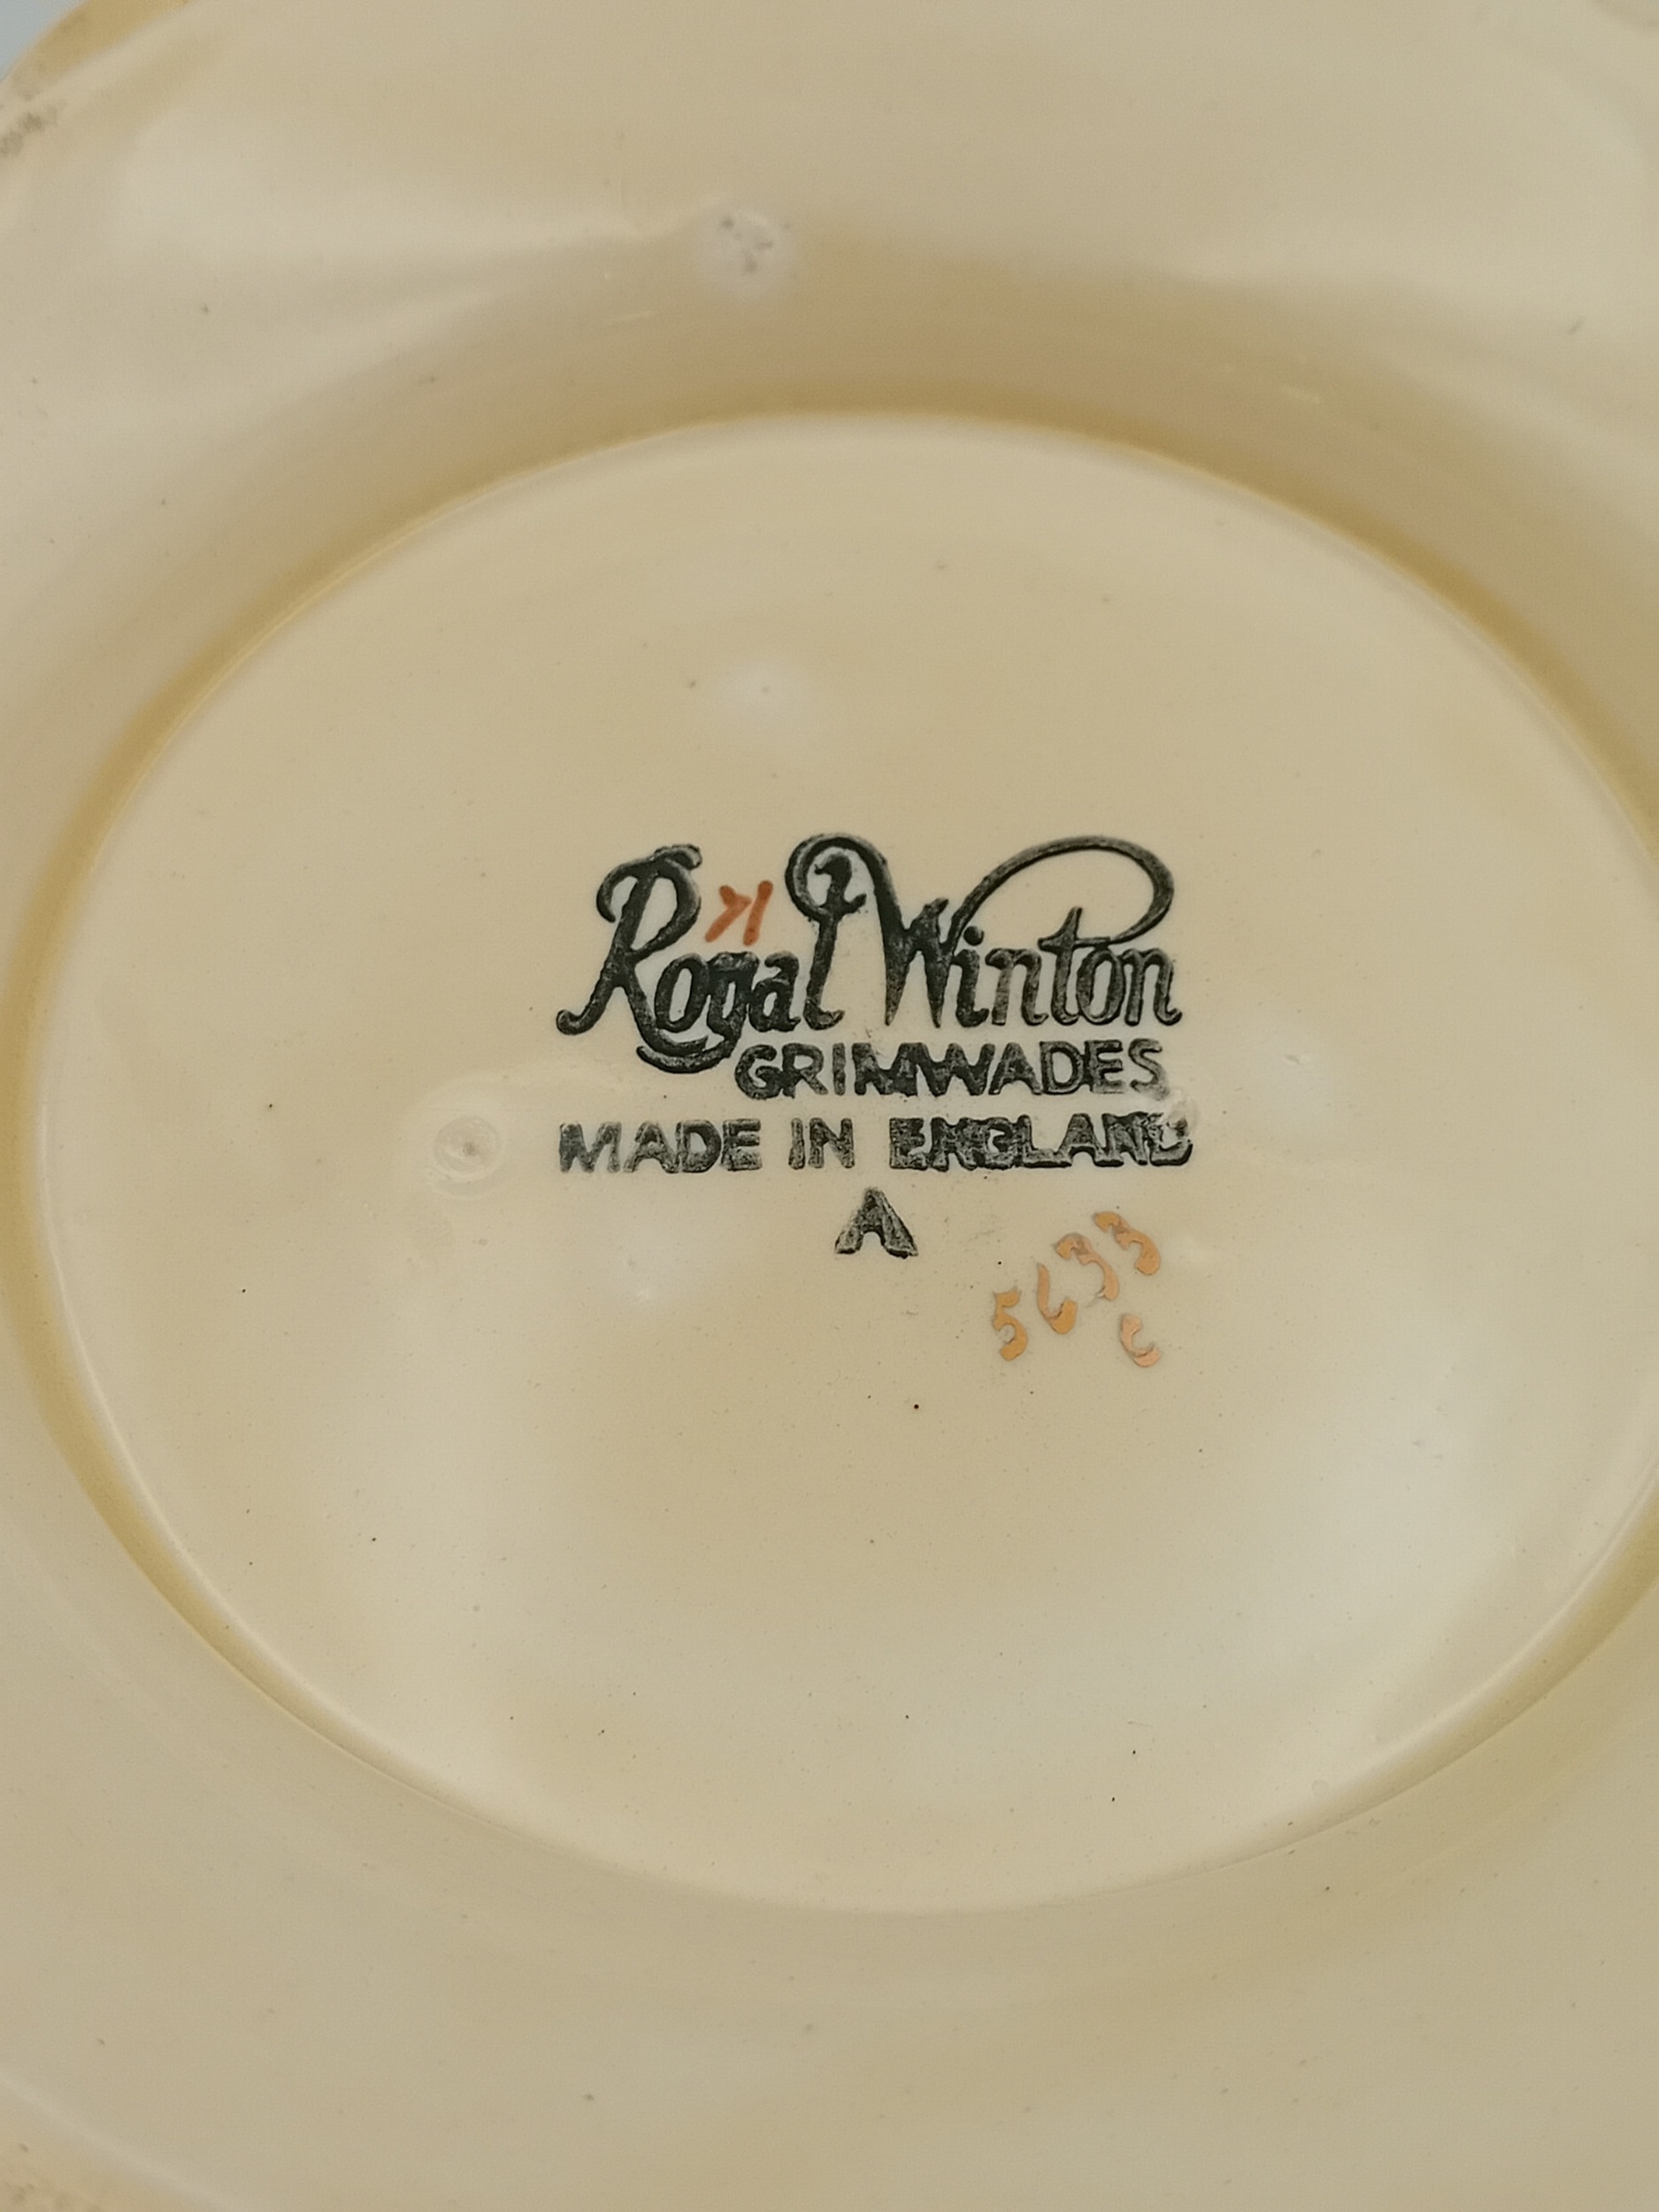 Royal Winton
GRIMWADES
MADE IN ENGLAND
A
5633
C